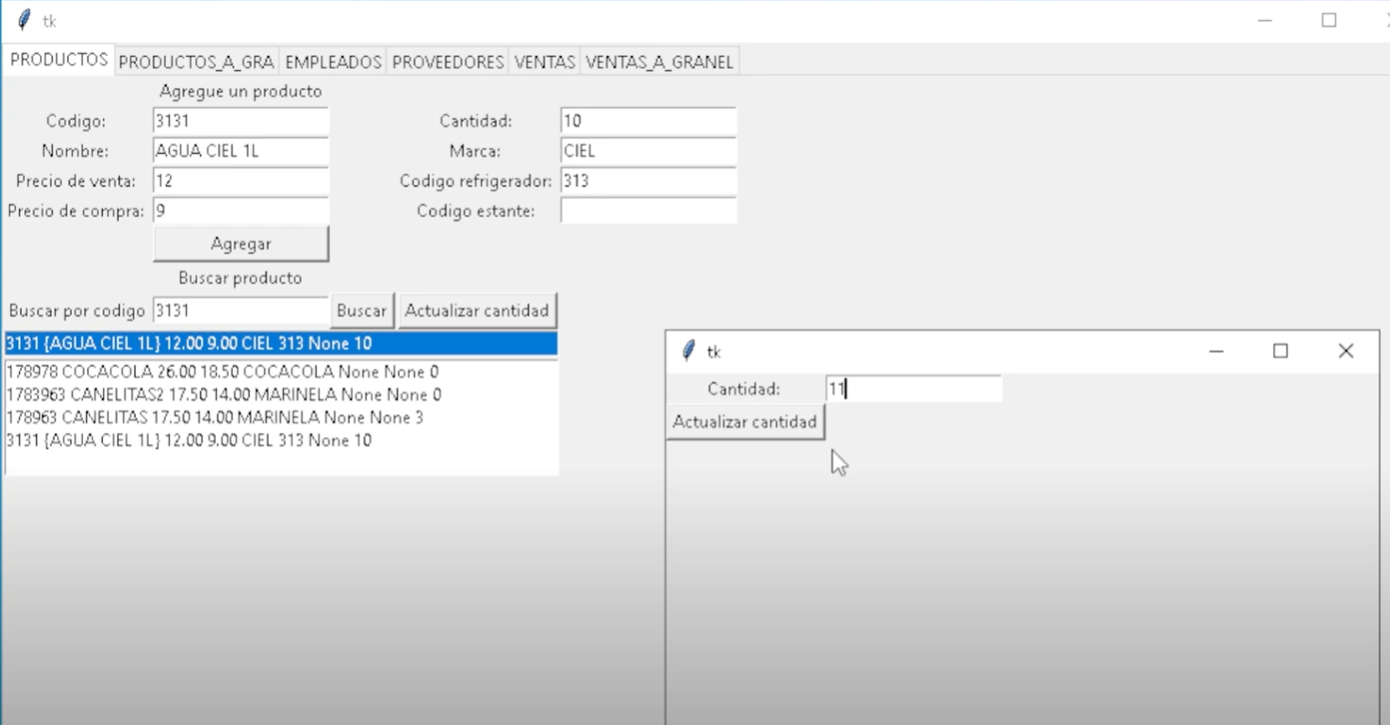 tk
PRODUCTOS PRODUCTOS_A_GRA EMPLEADOS PROVEEDORES VENTAS VENTAS_A_GRANEL
Agregue un producto
Codigo: 3131 Cantidad: 10
Nombre: AGUA CIEL 1L Marca: CIEL
Precio de venta: 12 Codigo refrigerador: 313
Precio de compra: 9 Codigo estante:
Agregar
Buscar producto
Buscar por codigo 3131 Buscar Actualizar cantidad
3131 {AGUA CIEL 1L} 12.00 9.00 CIEL 313 None 10
178978 COCACOLA 26.00 18.50 COCACOLA None None 0
1783963 CANELITAS2 17.50 14.00 MARINELA None None 0
178963 CANELITAS 17.50 14.00 MARINELA None None 3
3131 {AGUA CIEL 1L} 12.00 9.00 CIEL 313 None 10
tk
Cantidad: 11
Actualizar cantidad